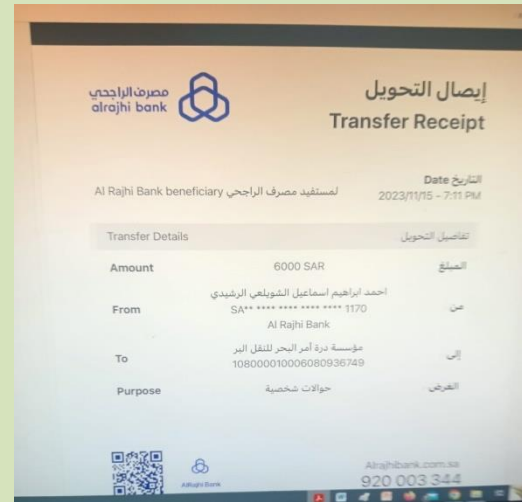 مصرف الراجحي
alrajhi bank
إيصال التحويل
Transfer Receipt
التاريخ Date
2023/11/15 - 7:11 PM
لمستفيد مصرف الراجحي Al Rajhi Bank beneficiary
تفاصيل التحويل Transfer Details
المبلغ 6000 SAR Amount
احمد ابراهيم اسماعيل الشويلعي الرشيدي
من SA** **** **** **** **** 1170 From
Al Rajhi Bank
مؤسسة درة أمر البحر للنقل البر
إلى 108000010006080936749 To
الغرض حوالات شخصية Purpose
AlRajhi Bank
Alrajhibank.com.sa
920 003 344